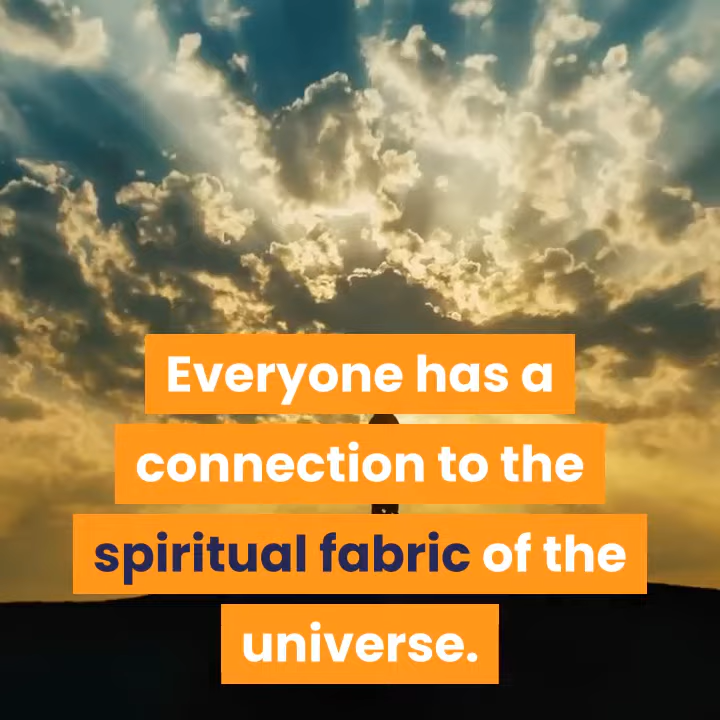 Everyone has a
connection to the
spiritual fabric of the
universe.